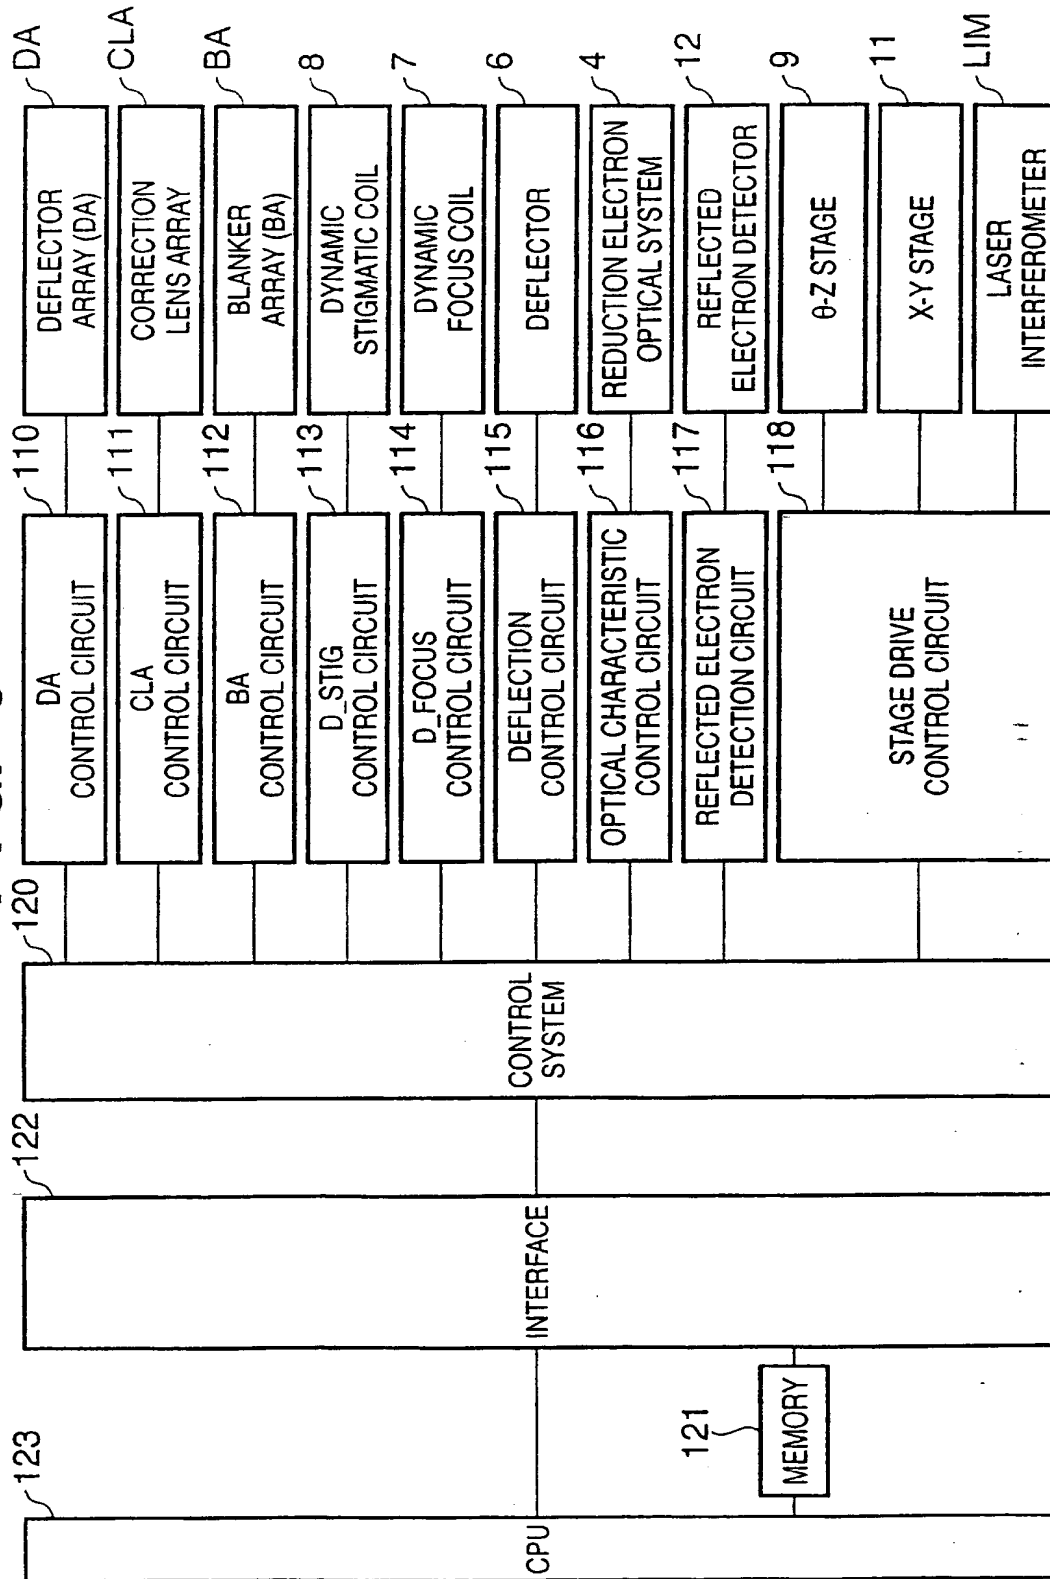 123
CPU
121
MEMORY
122
INTERFACE
120
CONTROL
SYSTEM
110
DA
CONTROL CIRCUIT
111
CLA
CONTROL CIRCUIT
112
BA
CONTROL CIRCUIT
113
D_STIG
CONTROL CIRCUIT
114
D_FOCUS
CONTROL CIRCUIT
115
DEFLECTION
CONTROL CIRCUIT
116
OPTICAL CHARACTERISTIC
CONTROL CIRCUIT
117
REFLECTED ELECTRON
DETECTION CIRCUIT
118
STAGE DRIVE
CONTROL CIRCUIT
DA
DEFLECTOR
ARRAY (DA)
CLA
CORRECTION
LENS ARRAY
BA
BLANKER
ARRAY (BA)
8
DYNAMIC
STIGMATIC COIL
7
DYNAMIC
FOCUS COIL
6
DEFLECTOR
4
REDUCTION ELECTRON
OPTICAL SYSTEM
12
REFLECTED
ELECTRON DETECTOR
9
θ-Z STAGE
11
X-Y STAGE
LIM
LASER
INTERFEROMETER